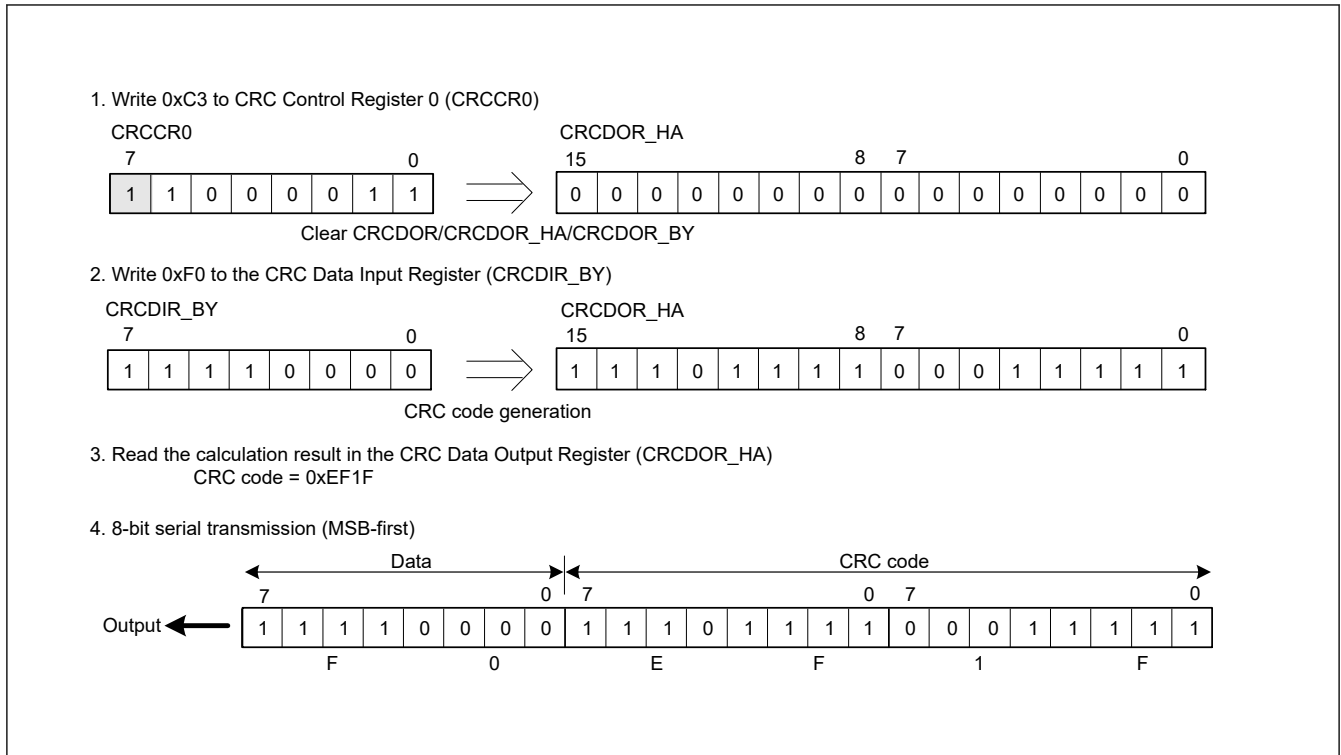 1. Write 0xC3 to CRC Control Register 0 (CRCCR0)
CRCCR0 CRCDOR_HA
7 0 15 8 7 0
1 1 0 0 0 0 1 1 0 0 0 0 0 0 0 0 0 0 0 0 0 0 0 0
Clear CRCDOR/CRCDOR_HA/CRCDOR_BY
2. Write 0xF0 to the CRC Data Input Register (CRCDIR_BY)
CRCDIR_BY CRCDOR_HA
7 0 15 8 7 0
1 1 1 1 0 0 0 0 1 1 1 0 1 1 1 1 0 0 0 1 1 1 1 1
CRC code generation
3. Read the calculation result in the CRC Data Output Register (CRCDOR_HA)
CRC code = 0xEF1F
4. 8-bit serial transmission (MSB-first)
Data CRC code
7 0 7 0 7 0
Output 1 1 1 1 0 0 0 0 1 1 1 0 1 1 1 1 0 0 0 1 1 1 1 1
F 0 E F 1 F